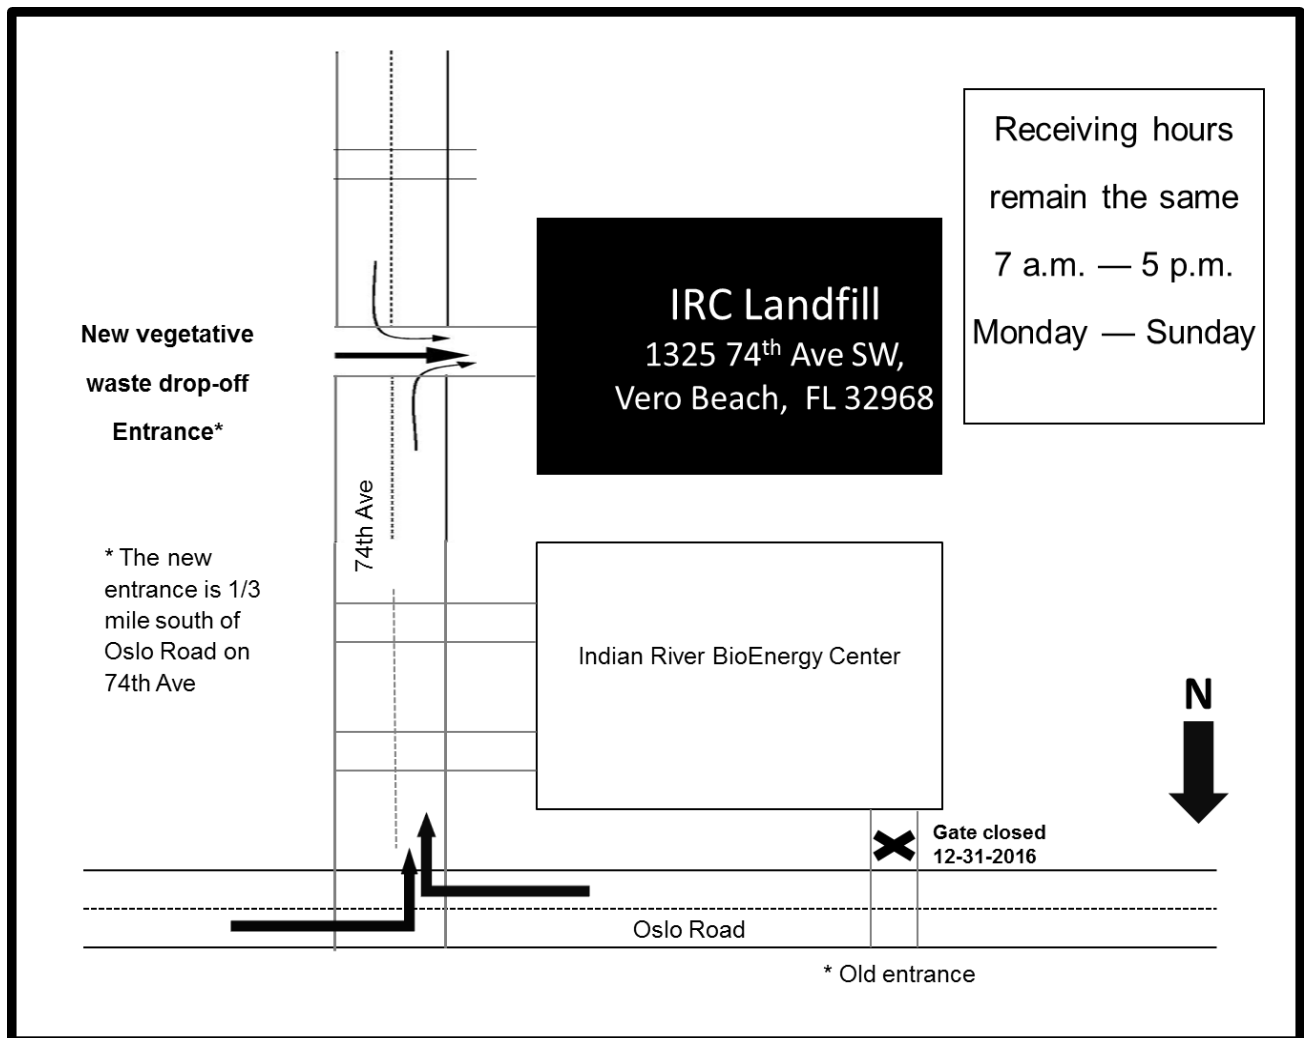 Receiving hours
remain the same
7 a.m. — 5 p.m.
Monday — Sunday
IRC Landfill
1325 74th Ave SW,
Vero Beach, FL 32968
New vegetative
waste drop-off
Entrance*
74th Ave
* The new
entrance is 1/3
mile south of
Oslo Road on
74th Ave
Indian River BioEnergy Center
N
Gate closed
12-31-2016
Oslo Road
* Old entrance